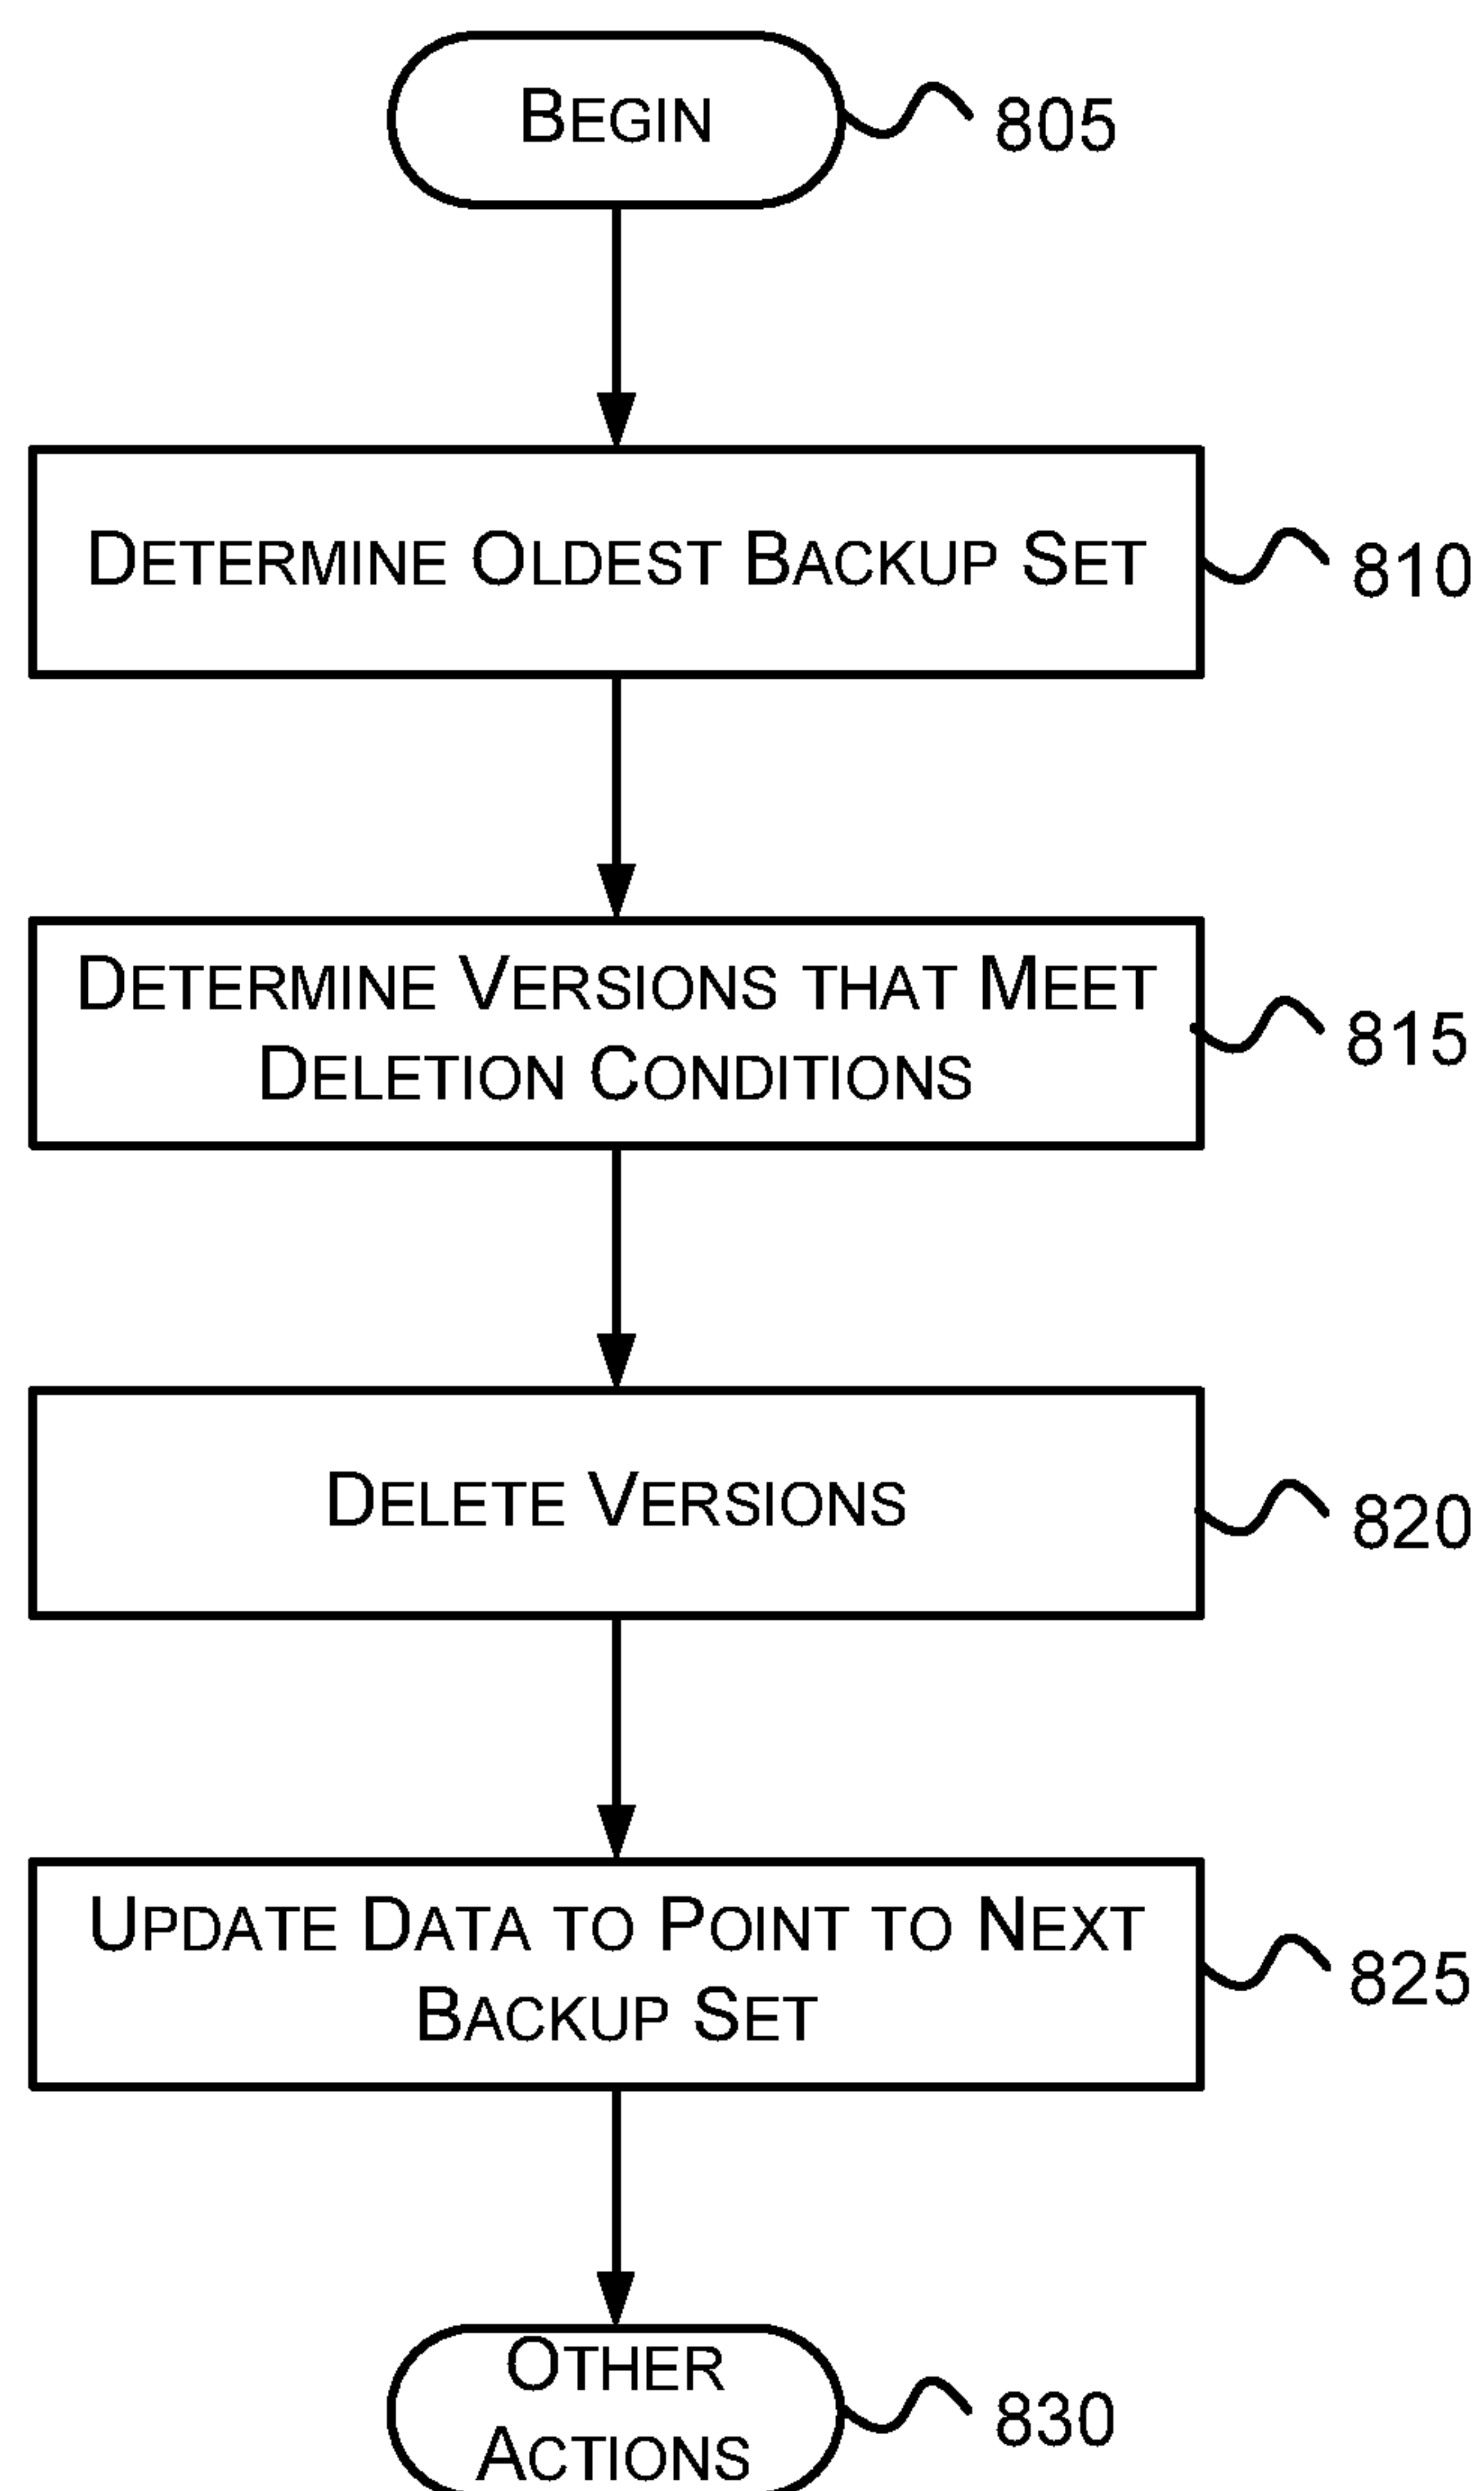 BEGIN
805
DETERMINE OLDEST BACKUP SET
810
DETERMINE VERSIONS THAT MEET
DELETION CONDITIONS
815
DELETE VERSIONS
820
UPDATE DATA TO POINT TO NEXT
BACKUP SET
825
OTHER
ACTIONS
830